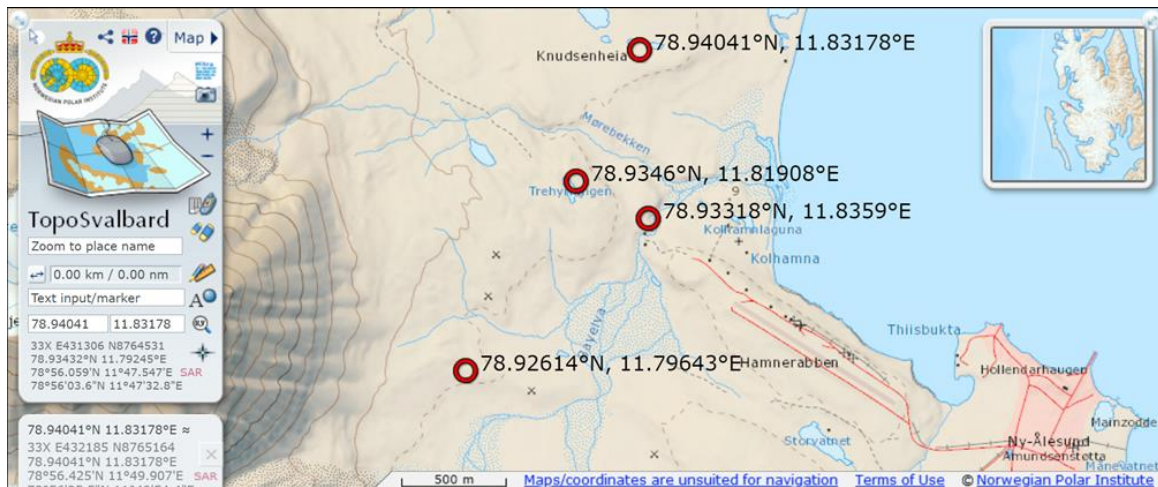 Map
NORWEGIAN POLAR INSTITUTE
TopoSvalbard
Zoom to place name
0.00 km / 0.00 nm
Text input/marker
78.94041 11.83178
33X E431306 N8764531
78.93432°N 11.79245°E
78°56.059'N 11°47.547'E SAR
78°56'03.6"N 11°47'32.8"E
78.94041°N 11.83178°E ≈
33X E432185 N8765164
78.94041°N 11.83178°E
78°56.425'N 11°49.907'E SAR
Knudsenheia
78.94041°N, 11.83178°E
Mørebekken
78.9346°N, 11.81908°E
9
78.93318°N, 11.8359°E
Kolhamna
Thiisbukta
78.92614°N, 11.79643°E
Hamnerabben
Hollendarhaugen
Mainzodde
Storvatnet
Ny-Ålesund
Amundsenstetta
Månevatnet
500 m
Maps/coordinates are unsuited for navigation Terms of Use © Norwegian Polar Institute